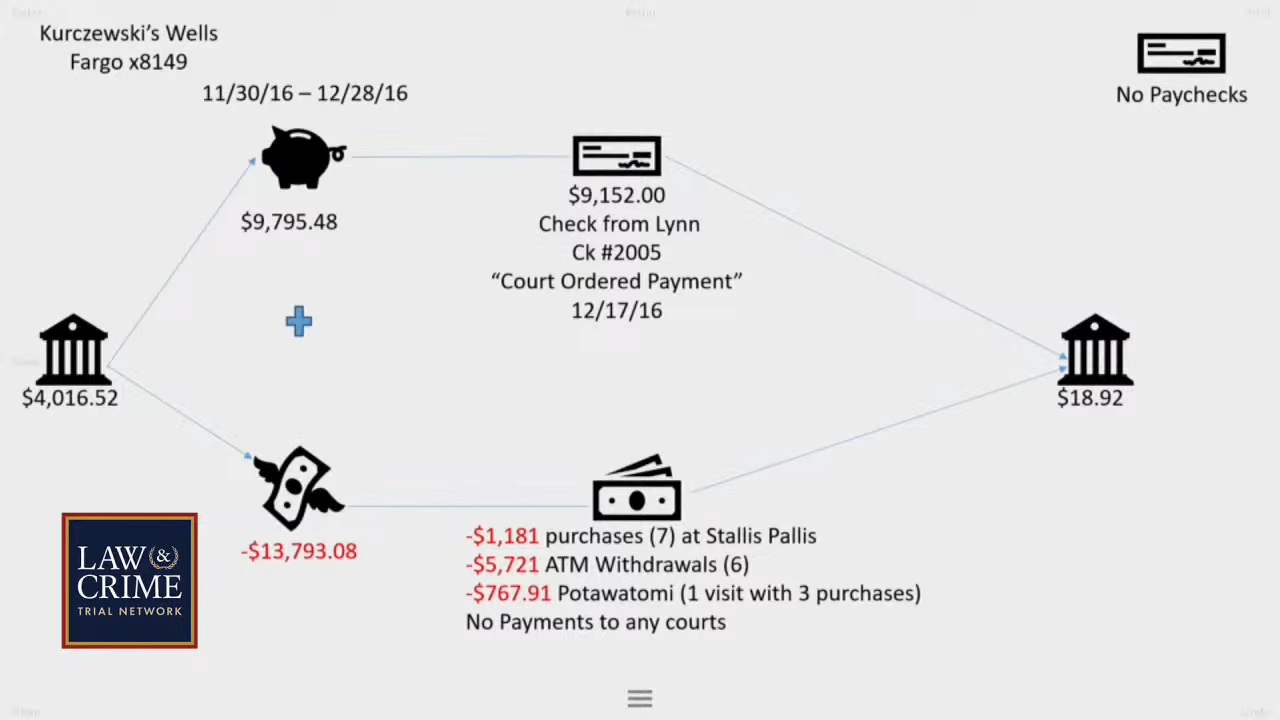 Kurczewski's Wells
Fargo x8149
11/30/16 – 12/28/16
No Paychecks
$9,795.48
$9,152.00
Check from Lynn
Ck #2005
“Court Ordered Payment”
12/17/16
$4,016.52
$18.92
-$13,793.08
-$1,181 purchases (7) at Stallis Pallis
-$5,721 ATM Withdrawals (6)
-$767.91 Potawatomi (1 visit with 3 purchases)
No Payments to any courts
LAW &
CRIME
TRIAL NETWORK